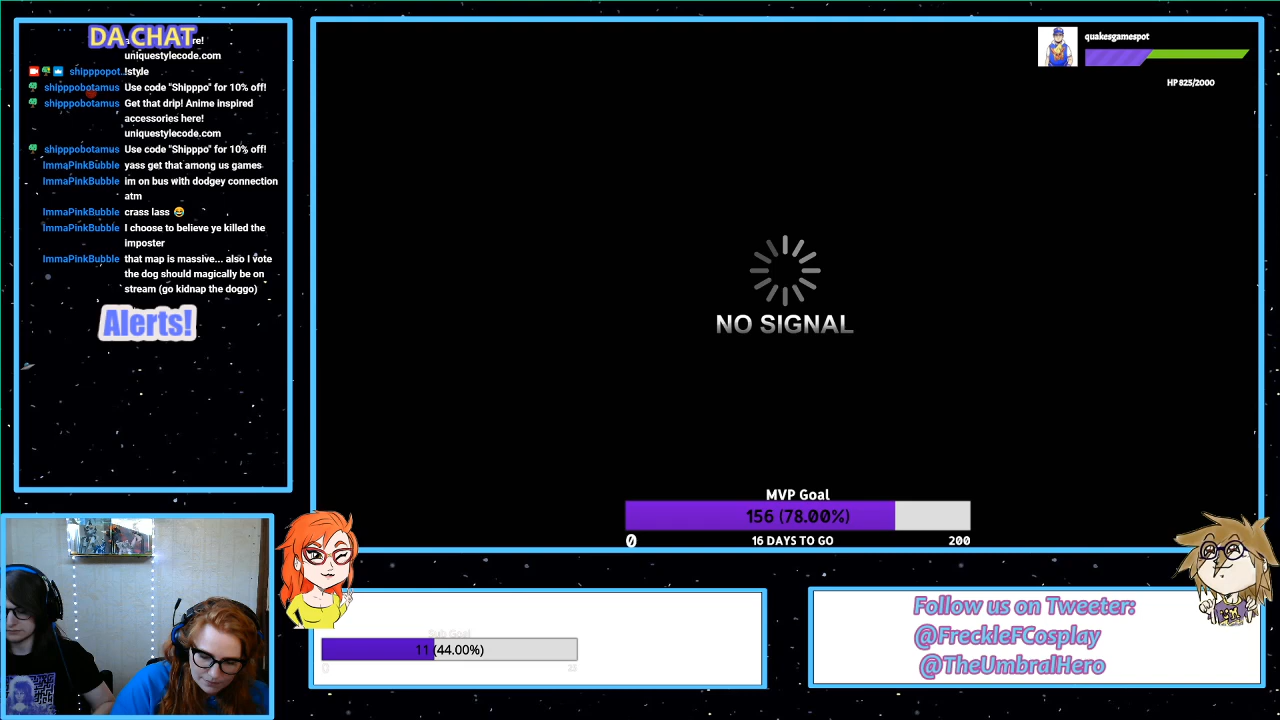 DA CHAT
re!
uniquestylecode.com
shipppopot... !style
shipppobotamus Use code "Shipppo" for 10% off!
shipppobotamus Get that drip! Anime inspired
accessories here!
uniquestylecode.com
shipppobotamus Use code "Shipppo" for 10% off!
ImmaPinkBubble yass get that among us games
ImmaPinkBubble im on bus with dodgey connection
atm
ImmaPinkBubble crass lass 😂
ImmaPinkBubble I choose to believe ye killed the
imposter
ImmaPinkBubble that map is massive... also I vote
the dog should magically be on
stream (go kidnap the doggo)
Alerts!
quakesgamespot
HP 825/2000
NO SIGNAL
MVP Goal
156 (78.00%)
0 16 DAYS TO GO 200
Sub Goal
11 (44.00%)
0 25
Follow us on Tweeter:
@FreckleFCosplay
@TheUmbralHero